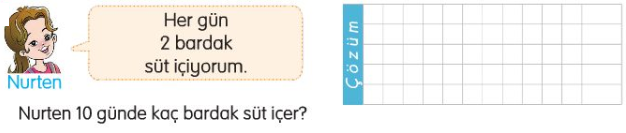 Her gün
2 bardak
süt içiyorum.
Nurten
Çözüm
Nurten 10 günde kaç bardak süt içer?